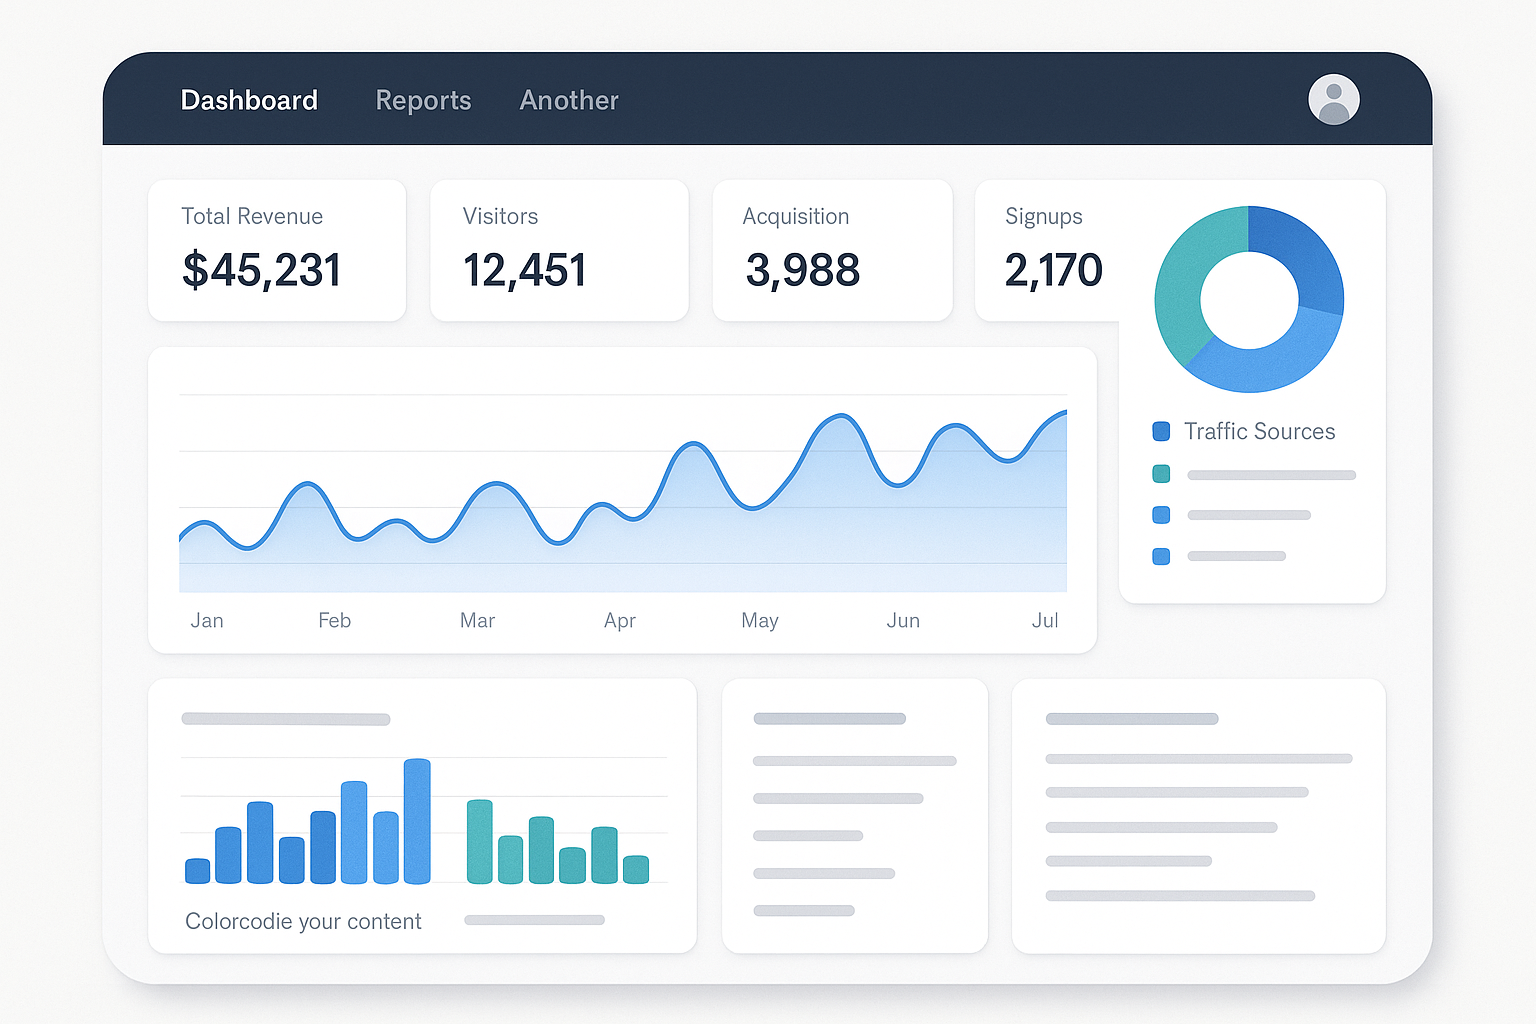 Dashboard Reports Another
Total Revenue
$45,231
Visitors
12,451
Acquisition
3,988
Signups
2,170
Traffic Sources
Jan Feb Mar Apr May Jun Jul
Colorcodie your content